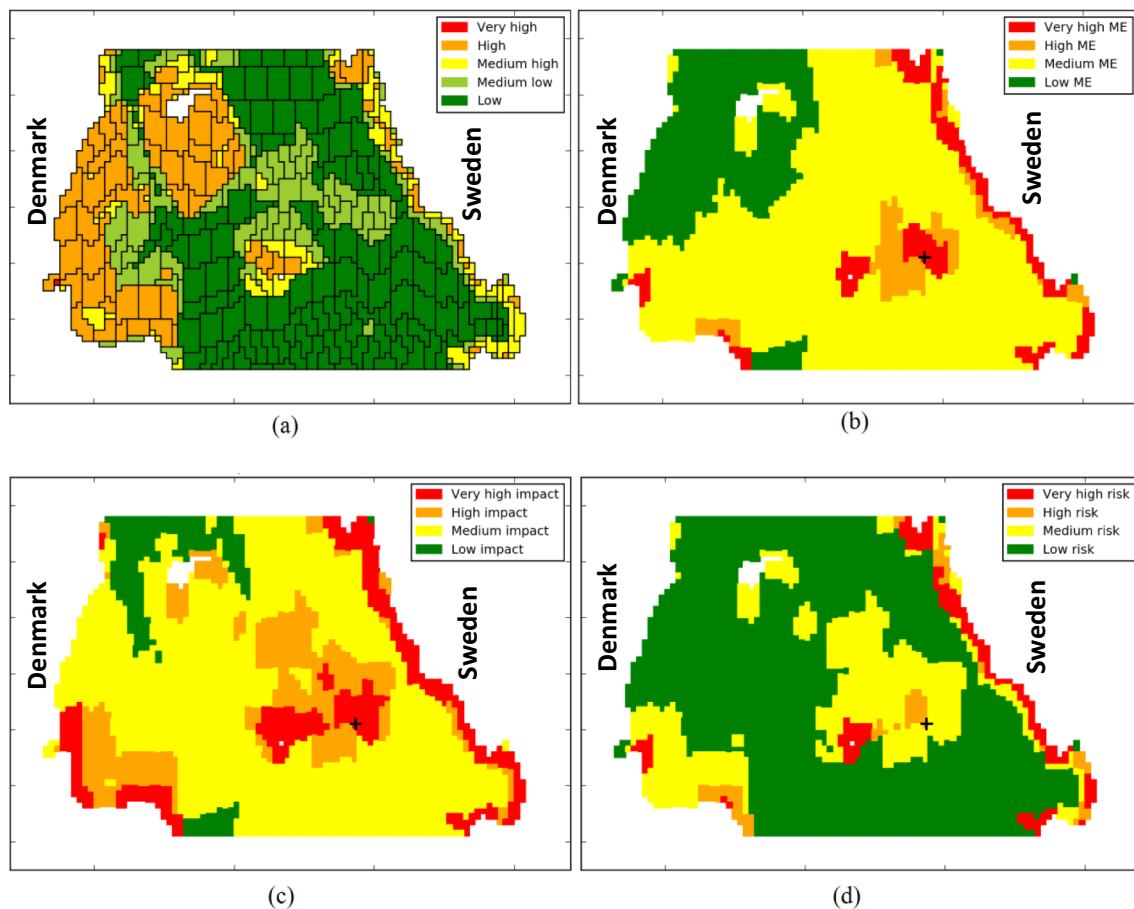 Very high
High
Medium high
Medium low
Low
Denmark
Sweden
(a)
Very high ME
High ME
Medium ME
Low ME
Denmark
Sweden
(b)
Very high impact
High impact
Medium impact
Low impact
Denmark
Sweden
(c)
Very high risk
High risk
Medium risk
Low risk
Denmark
Sweden
(d)